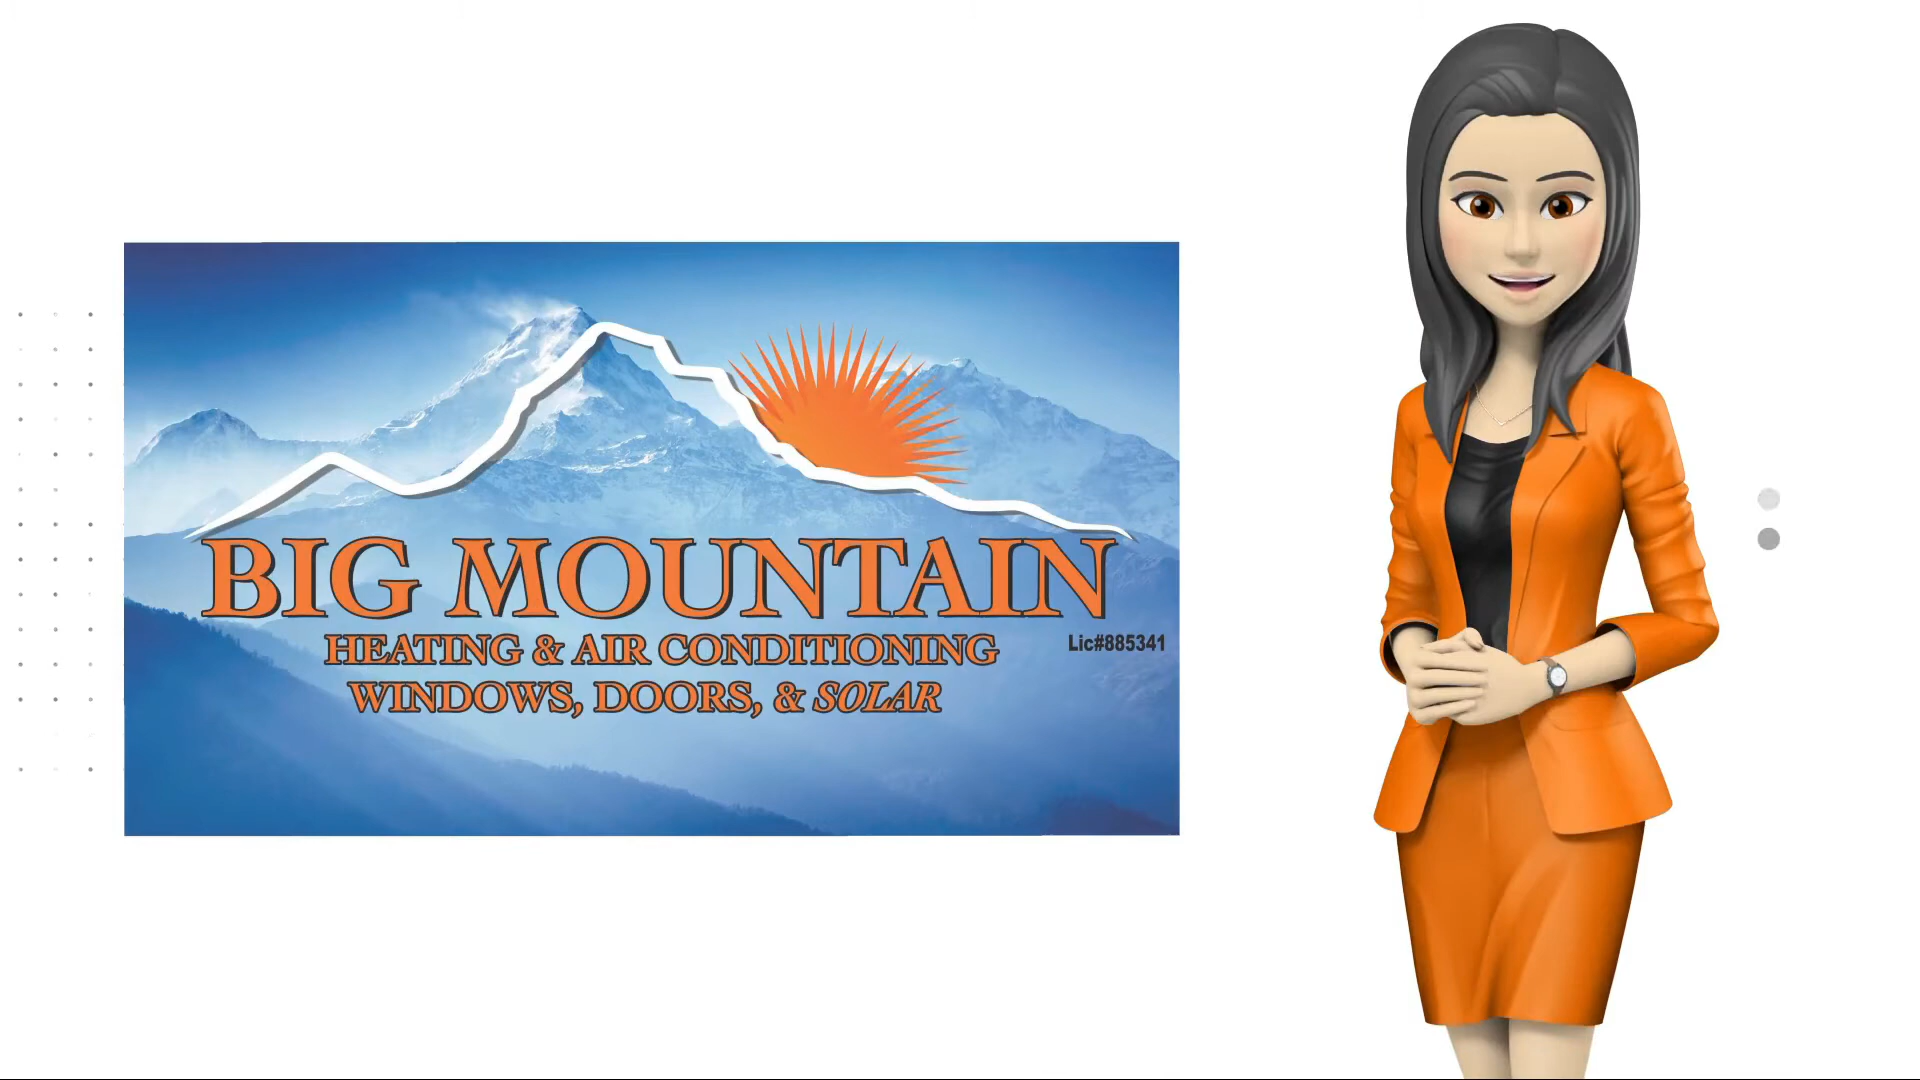 BIG MOUNTAIN
HEATING & AIR CONDITIONING
Lic#885341
WINDOWS, DOORS, & SOLAR